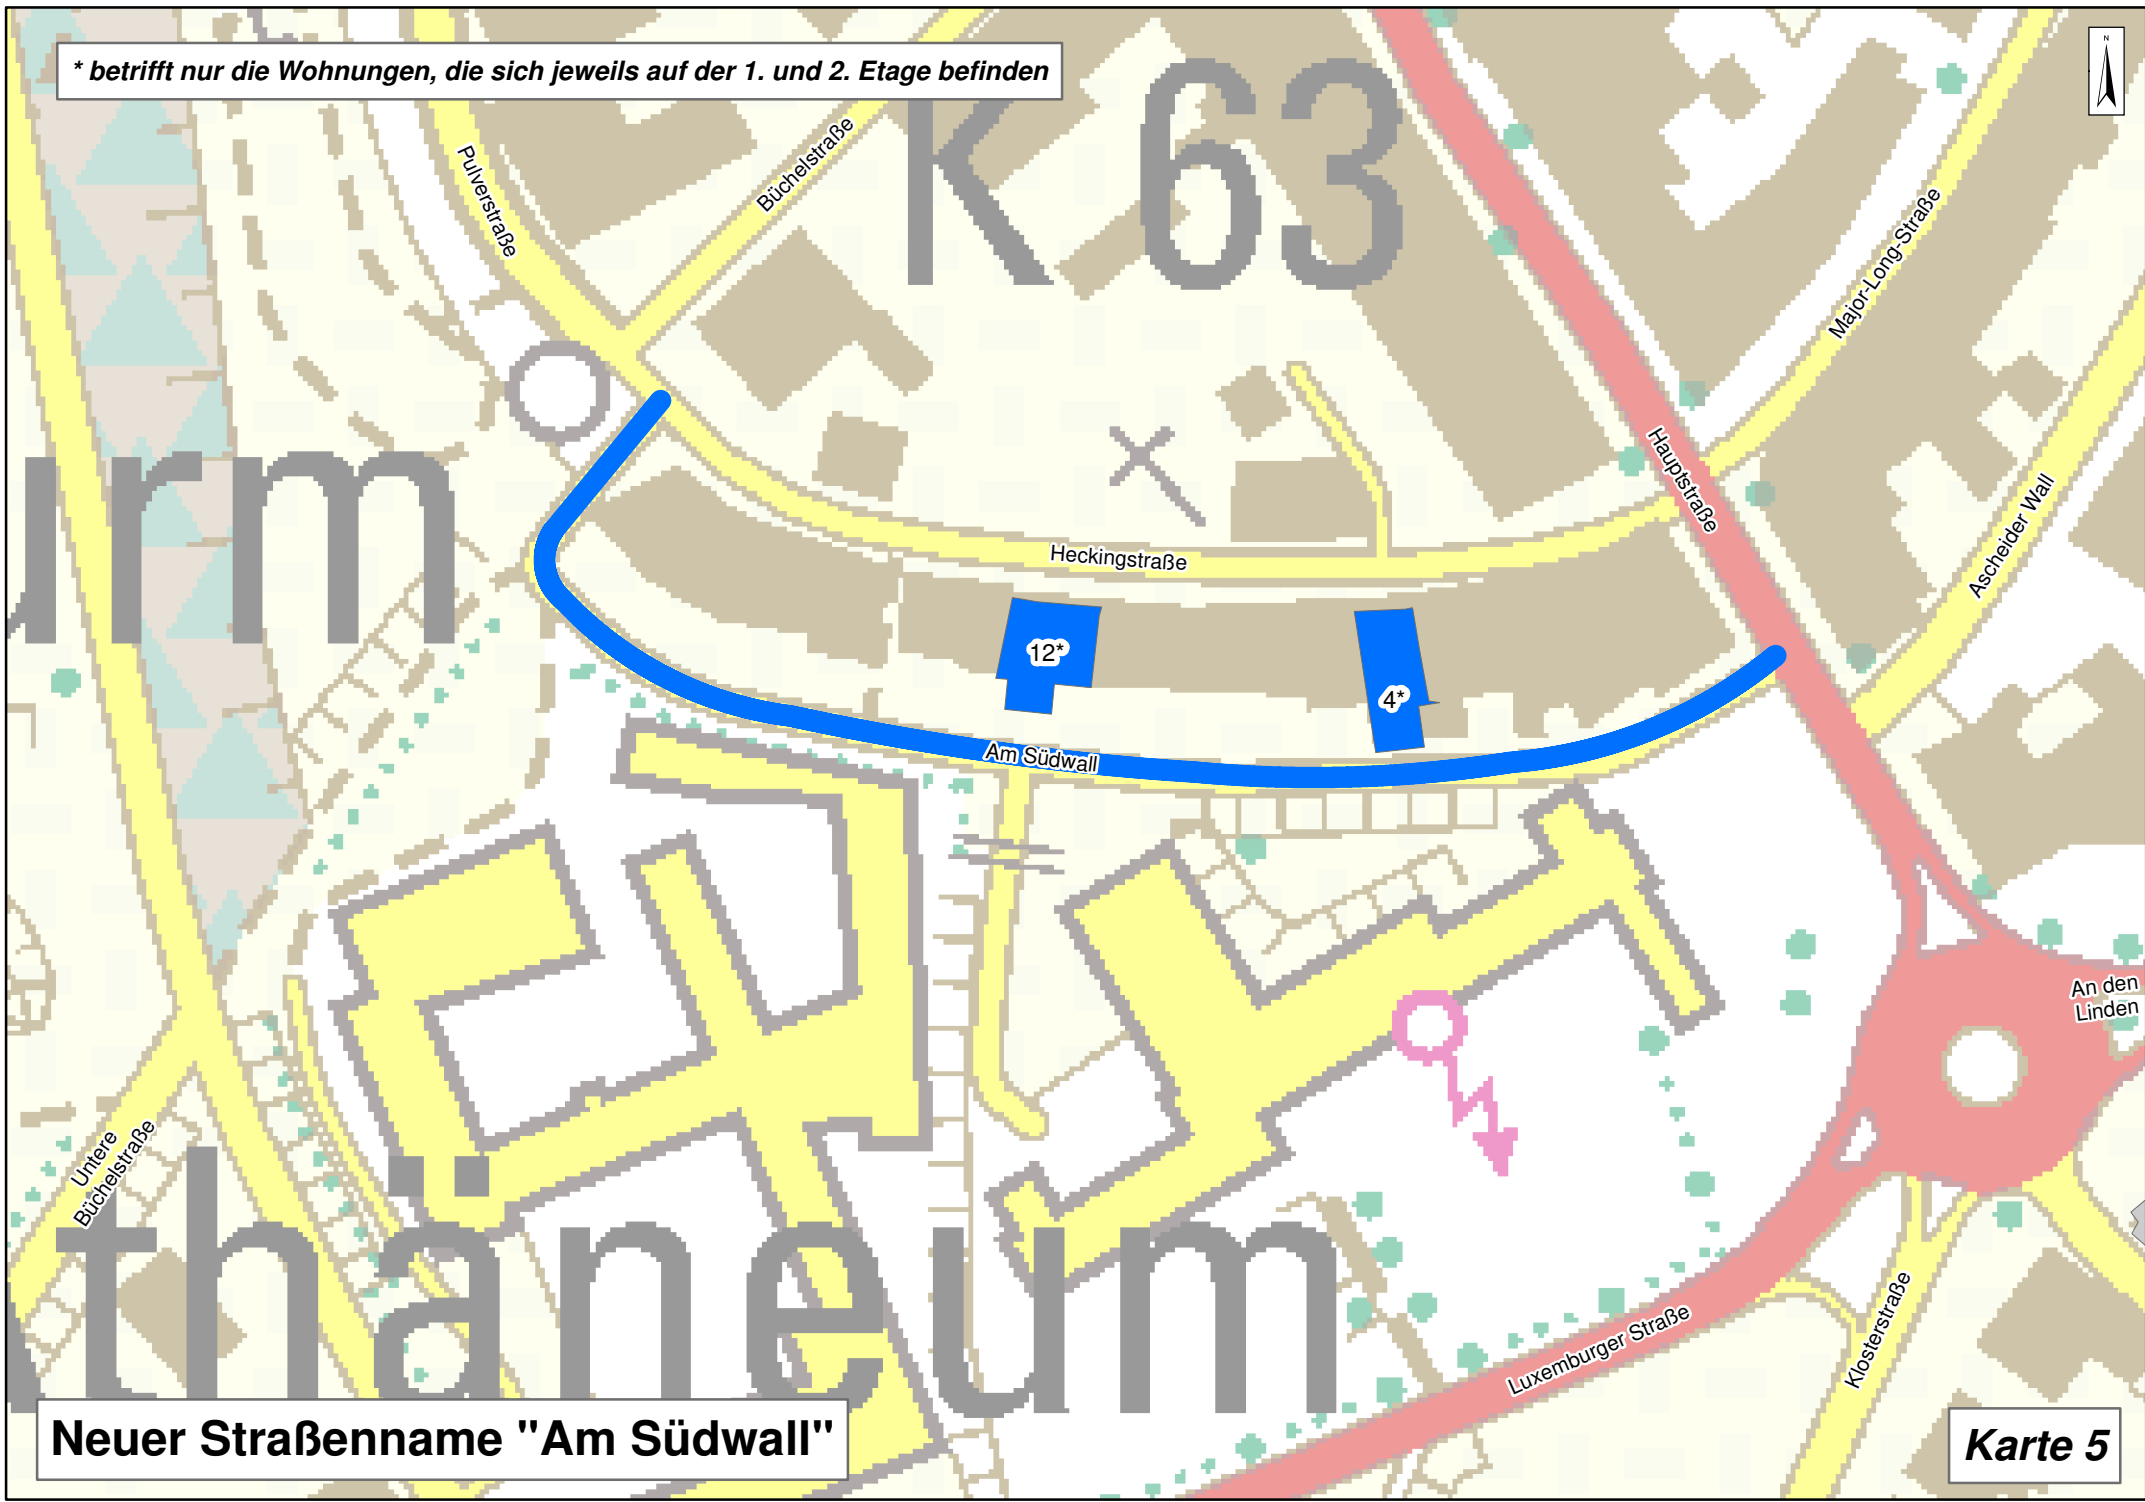 * betrifft nur die Wohnungen, die sich jeweils auf der 1. und 2. Etage befinden
N
K 63
Pulverstraße
Büchelstraße
Major-Long-Straße
Hauptstraße
Ascheider Wall
urm
Heckingstraße
12*
4*
Am Südwall
An den
Linden
Untere
Büchelstraße
thäneum
Luxemburger Straße
Klosterstraße
Neuer Straßenname "Am Südwall"
Karte 5